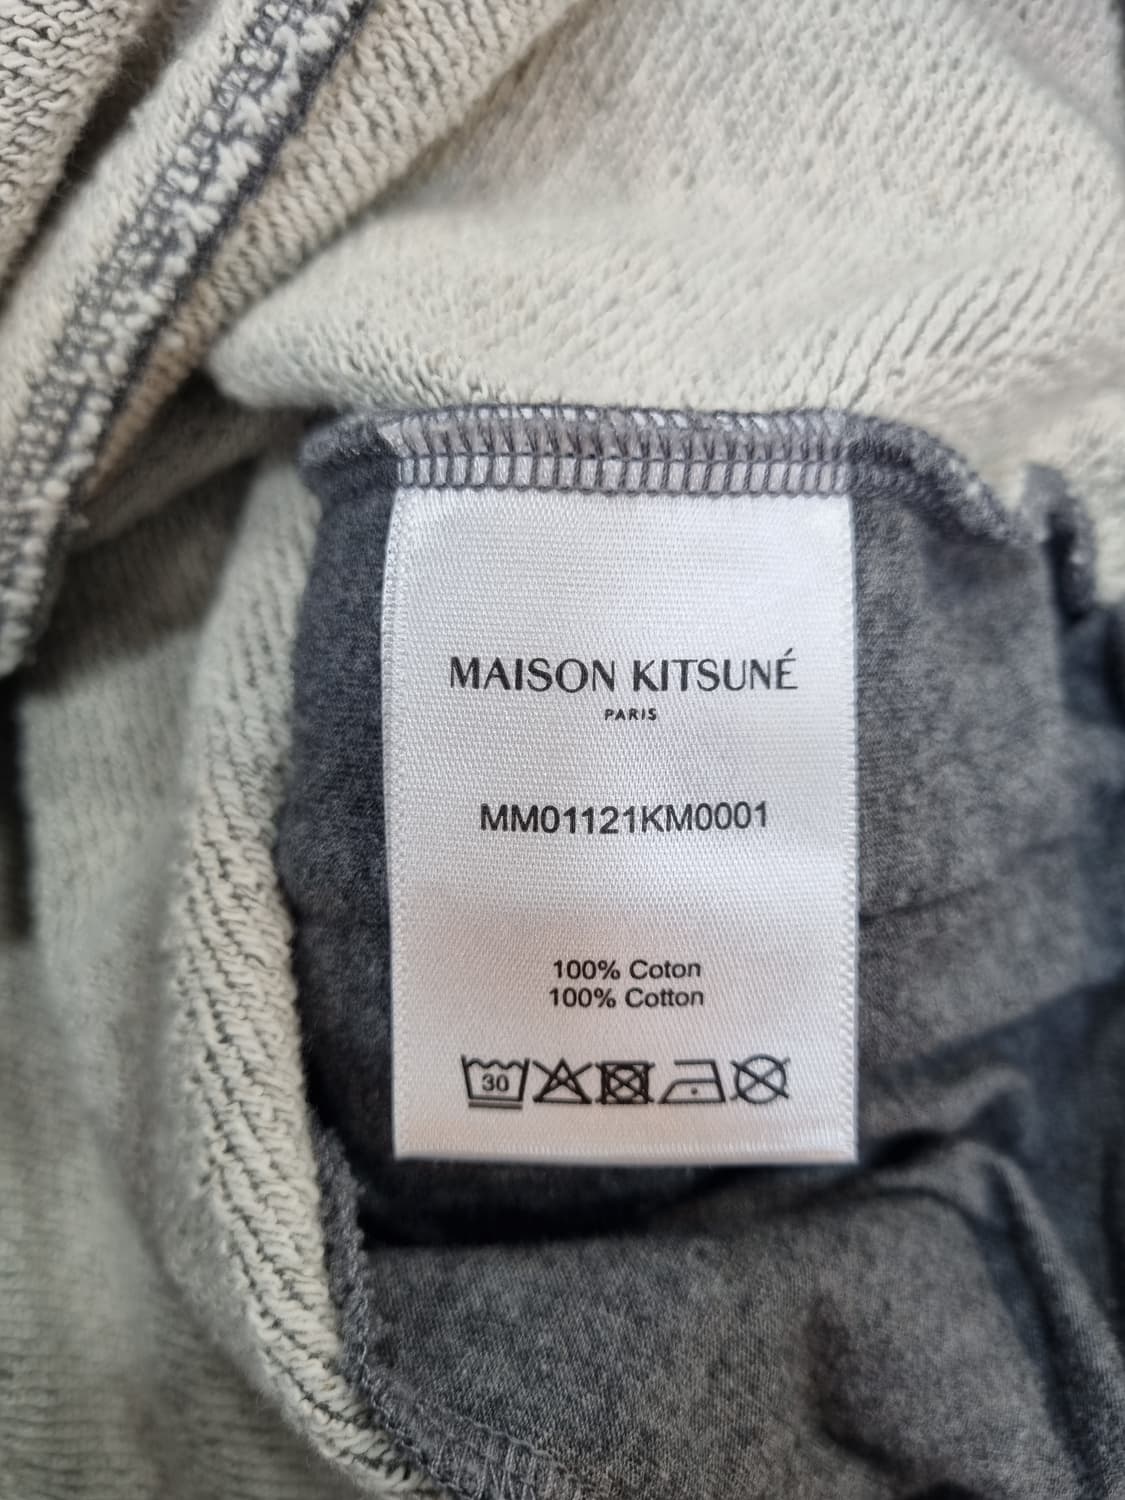 MAISON KITSUNÉ
PARIS
MM01121KM0001
100% Coton
100% Cotton
30